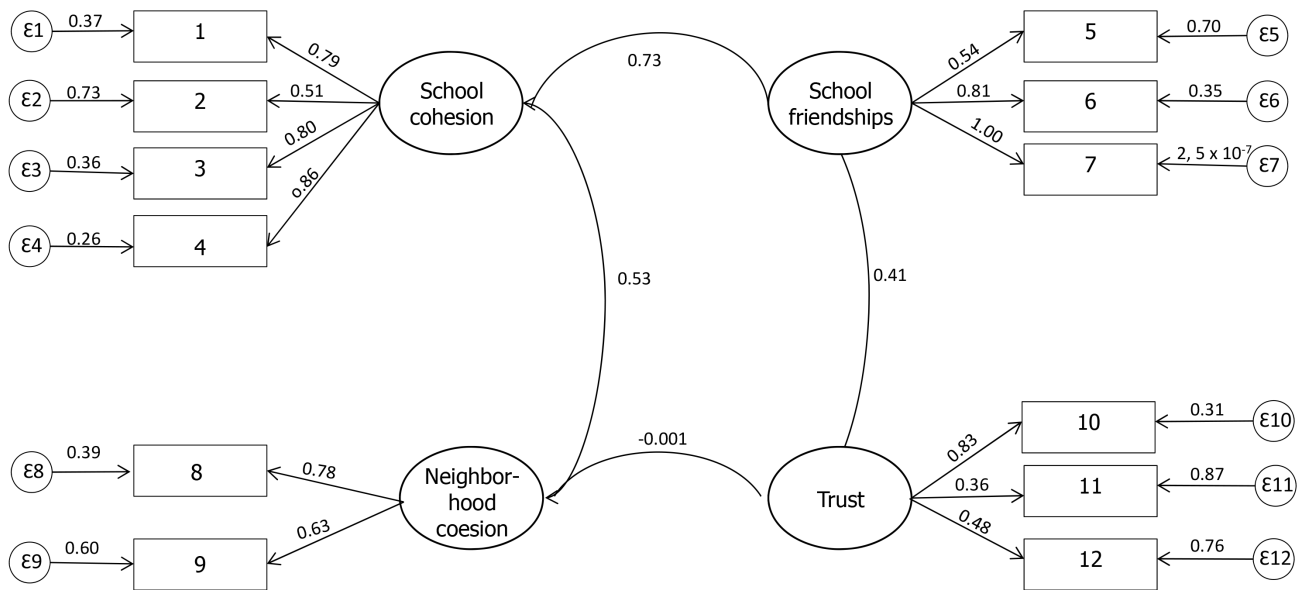 ε1
0.37
1
0.79
ε2
0.73
2
0.51
ε3
0.36
3
0.80
ε4
0.26
4
0.86
School
cohesion
0.73
School
friendships
0.54
5
0.70
ε5
0.81
6
0.35
ε6
1.00
7
2, 5 x 10⁻⁷
ε7
0.53
0.41
ε8
0.39
8
0.78
ε9
0.60
9
0.63
Neighbor-
hood
coesion
-0.001
Trust
0.83
10
0.31
ε10
0.36
11
0.87
ε11
0.48
12
0.76
ε12